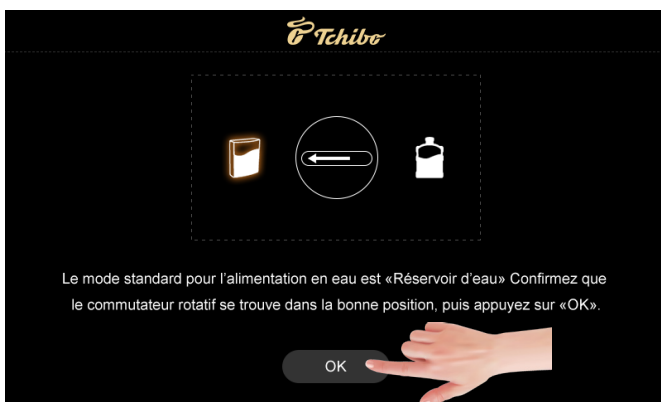 Tchibo
Le mode standard pour l'alimentation en eau est «Réservoir d'eau» Confirmez que
le commutateur rotatif se trouve dans la bonne position, puis appuyez sur «OK».
OK